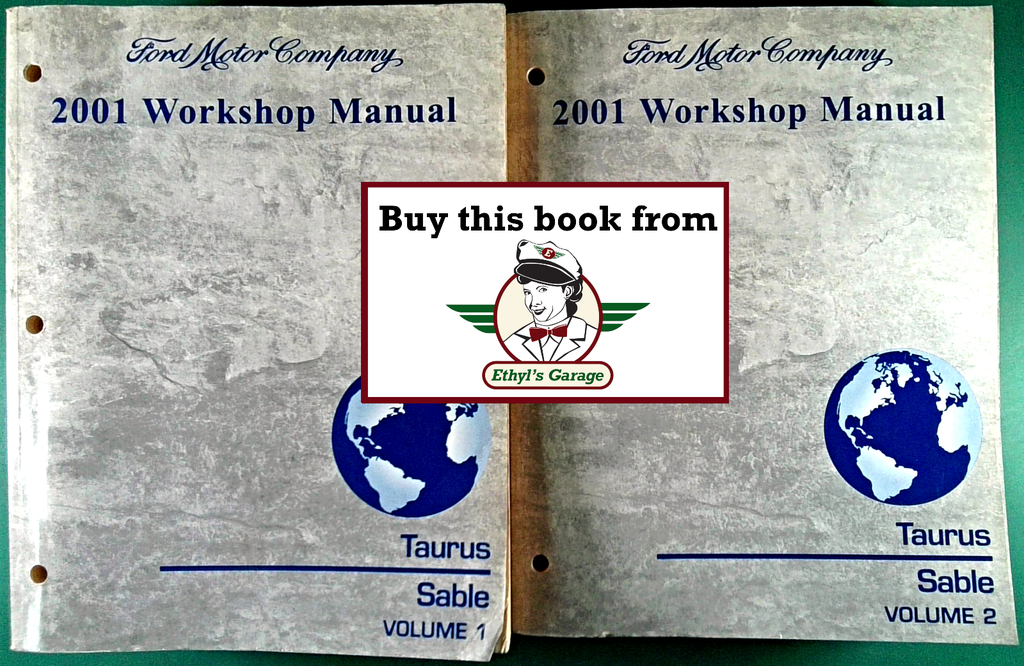 Ford Motor Company
2001 Workshop Manual
Taurus
Sable
VOLUME 1
Ford Motor Company
2001 Workshop Manual
Taurus
Sable
VOLUME 2
Buy this book from
E
Ethyl's Garage